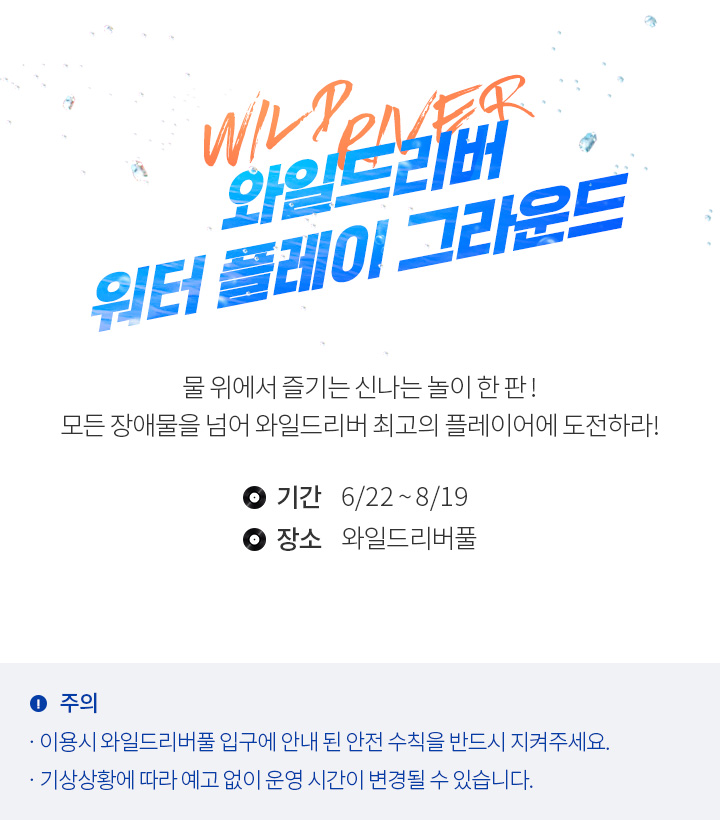 WILD RIVER
와일드리버
워터 플레이 그라운드
물 위에서 즐기는 신나는 놀이 한 판!
모든 장애물을 넘어 와일드리버 최고의 플레이어에 도전하라!
기간 6/22 ~ 8/19
장소 와일드리버풀
주의
· 이용시 와일드리버풀 입구에 안내 된 안전 수칙을 반드시 지켜주세요.
· 기상상황에 따라 예고 없이 운영 시간이 변경될 수 있습니다.